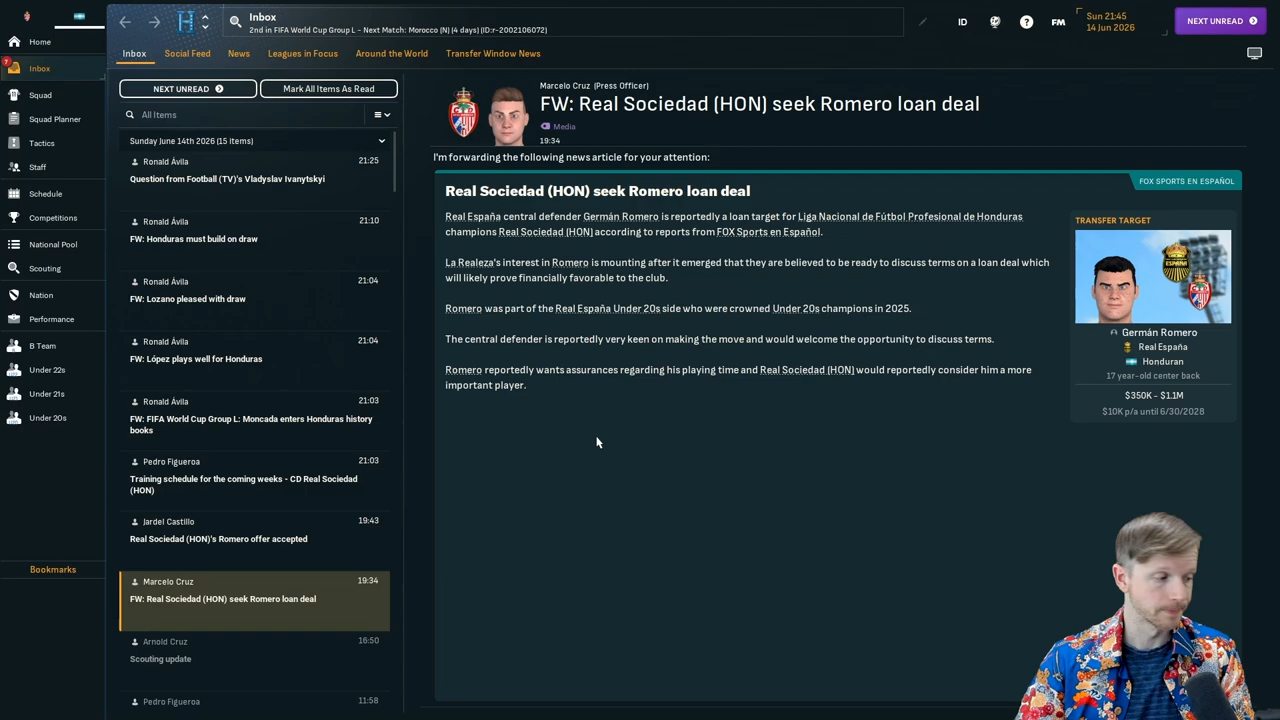 Inbox
2nd in FIFA World Cup Group L - Next Match: Morocco (N) (4 days) (ID:r-2002106072)
ID
FM
Sun 21:45
14 Jun 2026
NEXT UNREAD
Home
7
Inbox
Squad
Squad Planner
Tactics
Staff
Schedule
Competitions
National Pool
Scouting
Nation
Performance
B Team
Under 22s
Under 21s
Under 20s
Bookmarks
Inbox
Social Feed
News
Leagues in Focus
Around the World
Transfer Window News
NEXT UNREAD
Mark All Items As Read
All Items
Sunday June 14th 2026 (15 Items)
Ronald Ávila 21:25
Question from Football (TV)'s Vladyslav Ivanytskyi
Ronald Ávila 21:10
FW: Honduras must build on draw
Ronald Ávila 21:04
FW: Lozano pleased with draw
Ronald Ávila 21:04
FW: López plays well for Honduras
Ronald Ávila 21:03
FW: FIFA World Cup Group L: Moncada enters Honduras history
books
Pedro Figueroa 21:03
Training schedule for the coming weeks - CD Real Sociedad
(HON)
Jardel Castillo 19:43
Real Sociedad (HON)'s Romero offer accepted
Marcelo Cruz 19:34
FW: Real Sociedad (HON) seek Romero loan deal
Arnold Cruz 16:50
Scouting update
Pedro Figueroa 11:58
Marcelo Cruz (Press Officer)
FW: Real Sociedad (HON) seek Romero loan deal
Media
19:34
I'm forwarding the following news article for your attention:
FOX SPORTS EN ESPAÑOL
Real Sociedad (HON) seek Romero loan deal
Real España central defender Germán Romero is reportedly a loan target for Liga Nacional de Fútbol Profesional de Honduras
champions Real Sociedad (HON) according to reports from FOX Sports en Español.
La Realeza's interest in Romero is mounting after it emerged that they are believed to be ready to discuss terms on a loan deal which
will likely prove financially favorable to the club.
Romero was part of the Real España Under 20s side who were crowned Under 20s champions in 2025.
The central defender is reportedly very keen on making the move and would welcome the opportunity to discuss terms.
Romero reportedly wants assurances regarding his playing time and Real Sociedad (HON) would reportedly consider him a more
important player.
TRANSFER TARGET
ESPAÑA
Germán Romero
Real España
Honduran
17 year-old center back
$350K - $1.1M
$10K p/a until 6/30/2028